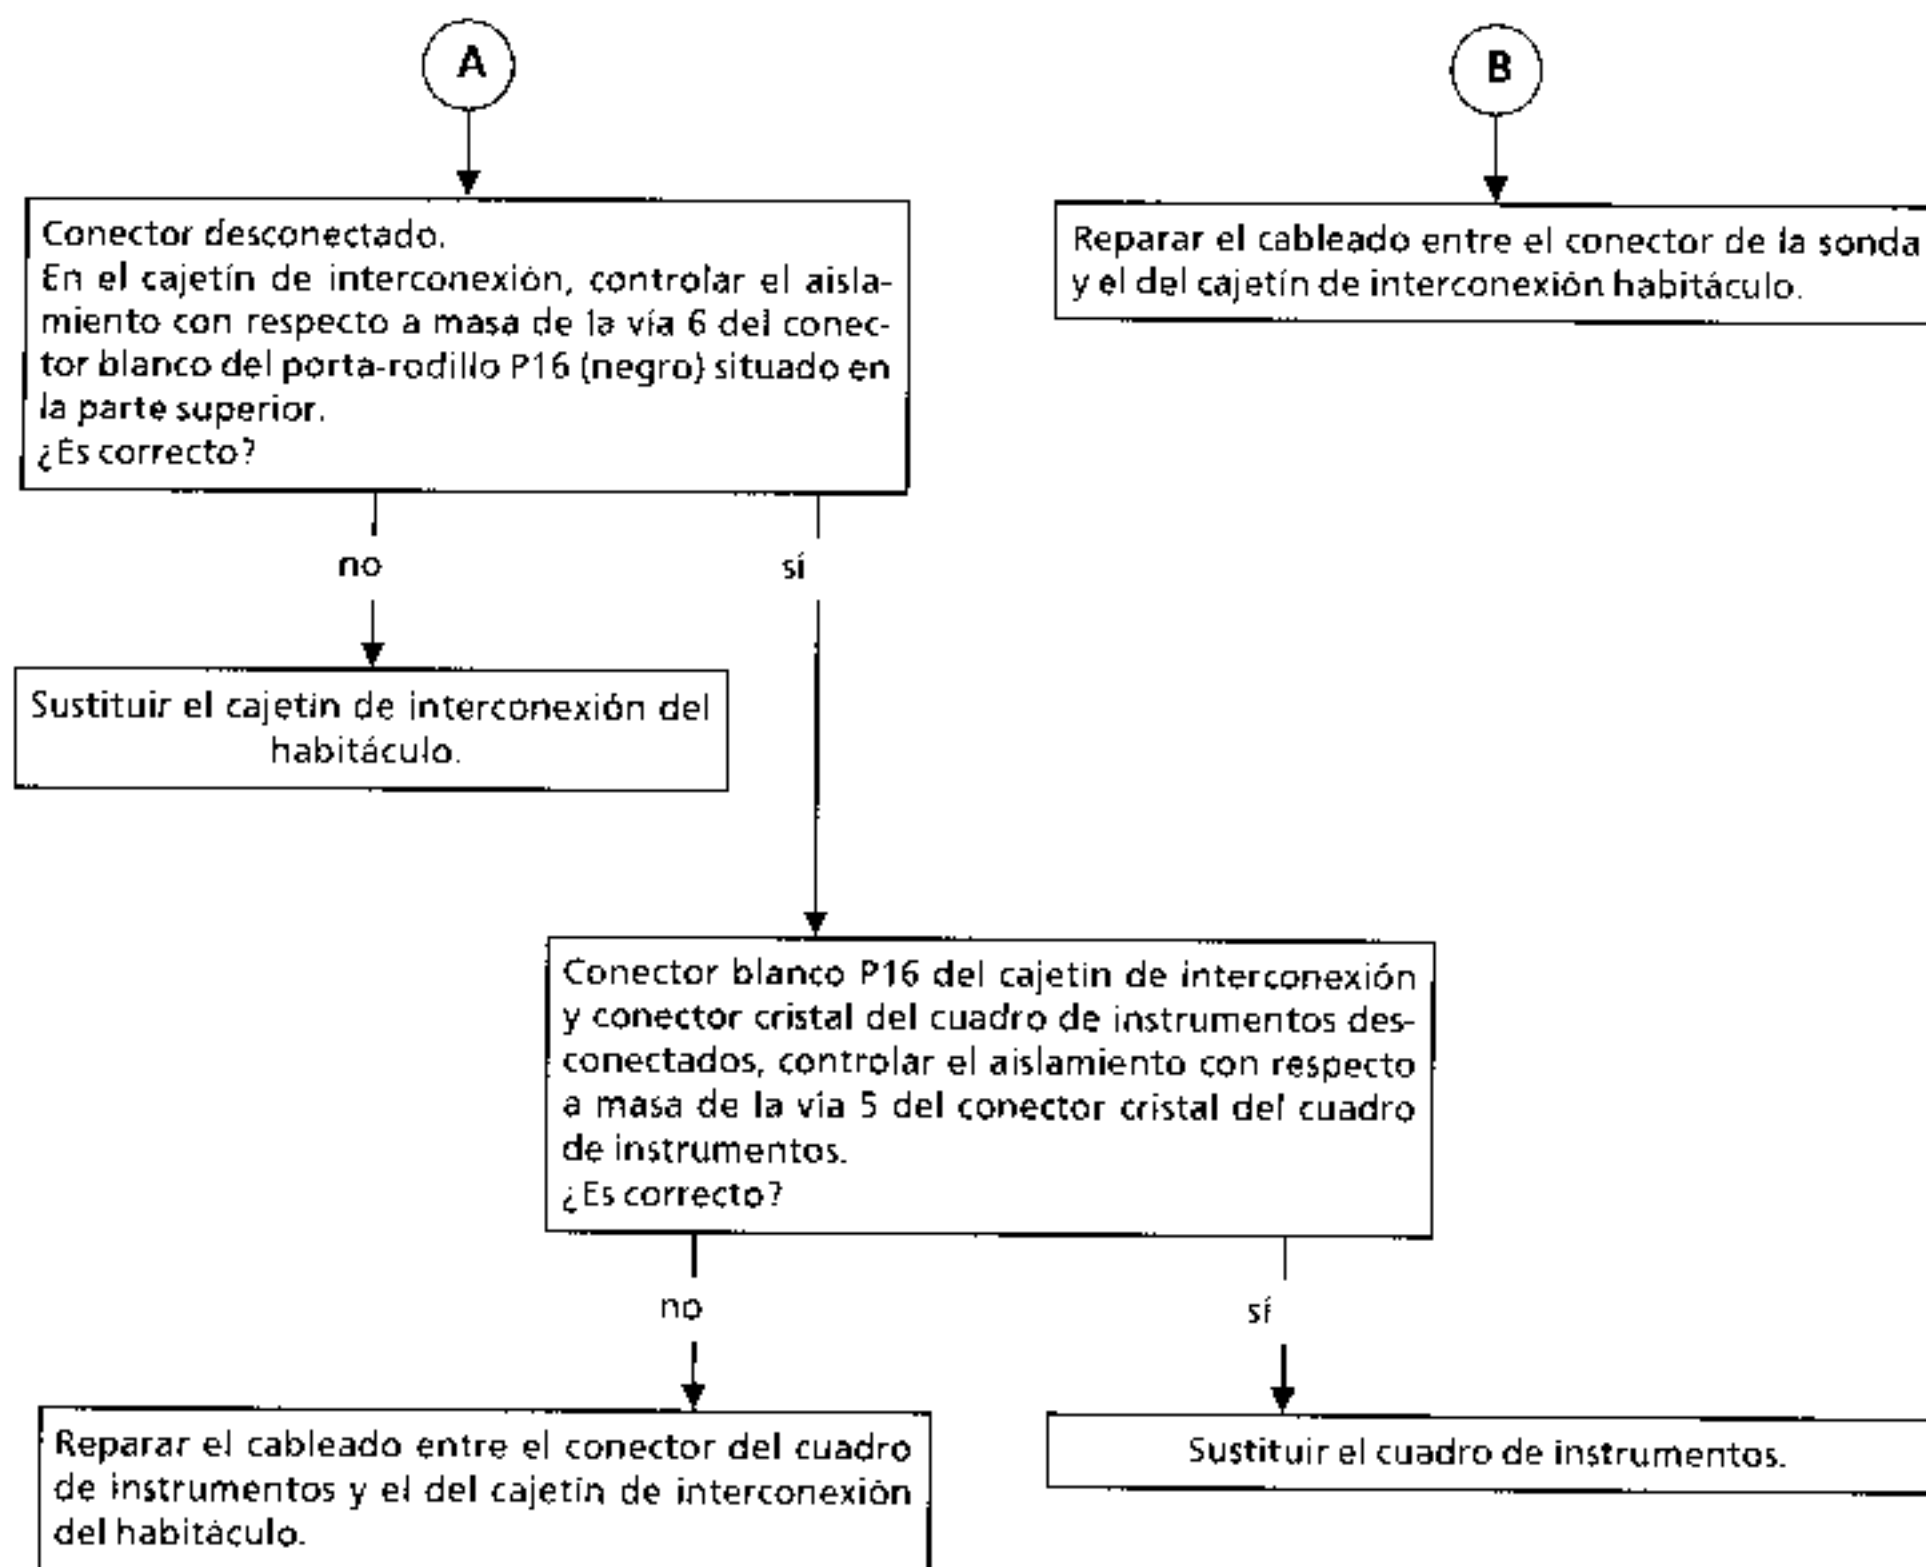 A
B
Conector desconectado.
En el cajetín de interconexión, controlar el aisla-
miento con respecto a masa de la vía 6 del conec-
tor blanco del porta-rodillo P16 (negro) situado en
la parte superior.
¿Es correcto?
Reparar el cableado entre el conector de la sonda
y el del cajetín de interconexión habitáculo.
no
sí
Sustituir el cajetín de interconexión del
habitáculo.
Conector blanco P16 del cajetin de interconexión
y conector cristal del cuadro de instrumentos des-
conectados, controlar el aislamiento con respecto
a masa de la vía 5 del conector cristal del cuadro
de instrumentos.
¿Es correcto?
no
sí
Reparar el cableado entre el conector del cuadro
de instrumentos y el del cajetín de interconexión
del habitáculo.
Sustituir el cuadro de instrumentos.